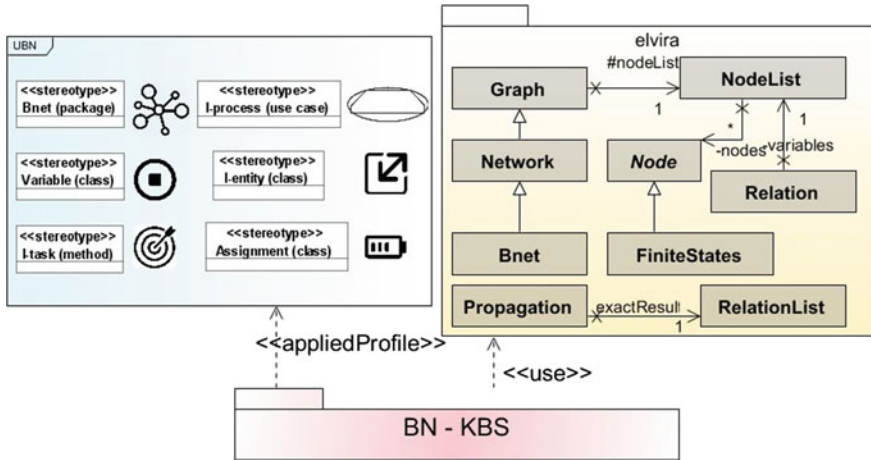 UBN
<<stereotype>>
Bnet (package)
<<stereotype>>
I-process (use case)
<<stereotype>>
Variable (class)
<<stereotype>>
I-entity (class)
<<stereotype>>
I-task (method)
<<stereotype>>
Assignment (class)
elvira
#nodeList
Graph
1
NodeList
*
1
-nodes
-variables
Network
Node
Relation
Bnet
FiniteStates
Propagation
exactResult
1
RelationList
<<appliedProfile>>
<<use>>
BN - KBS